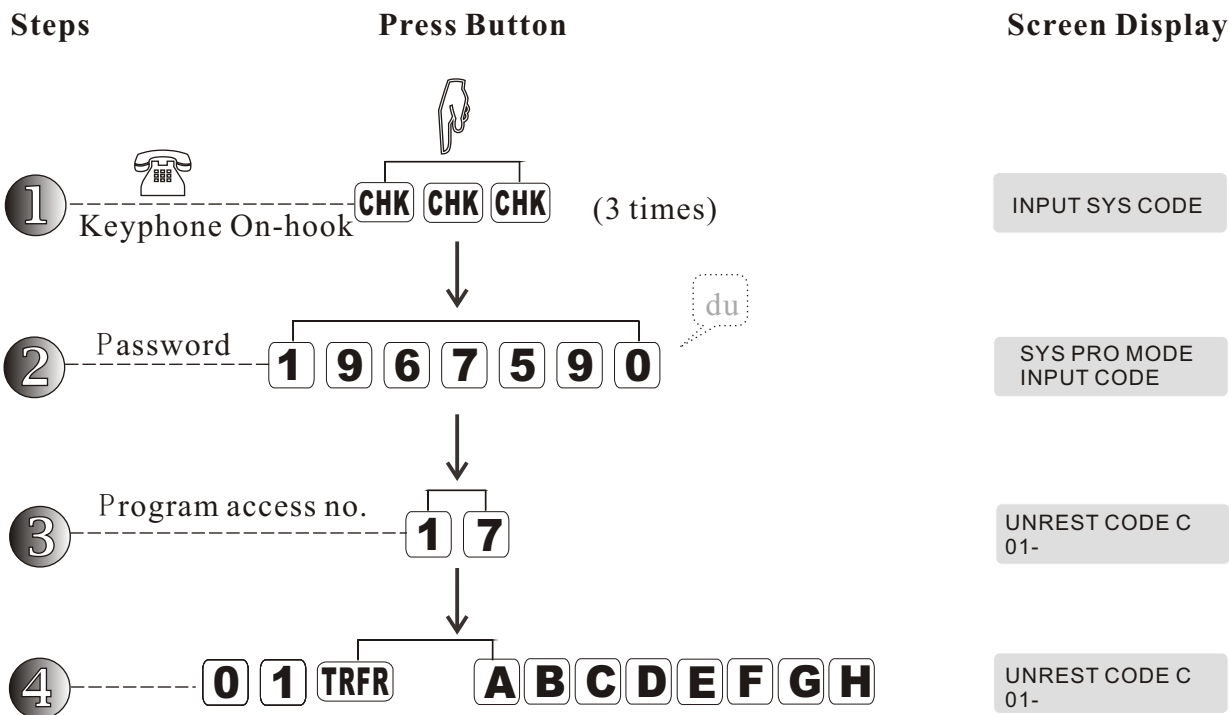 Steps Press Button Screen Display
1 Keyphone On-hook CHK CHK CHK (3 times) INPUT SYS CODE
du
2 Password 1 9 6 7 5 9 0 SYS PRO MODE
INPUT CODE
3 Program access no. 1 7 UNREST CODE C
01-
4 0 1 TRFR A B C D E F G H UNREST CODE C
01-